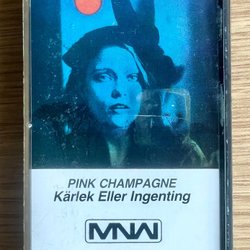 PINK CHAMPAGNE
Kärlek Eller Ingenting
MNW